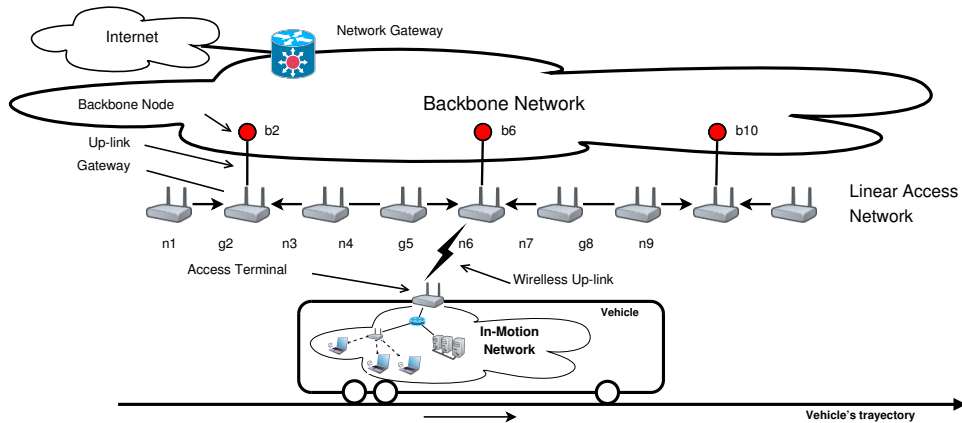 Internet
Network Gateway
Backbone Network
Backbone Node
b2
b6
b10
Up-link
Gateway
Linear Access
Network
n1
g2
n3
n4
g5
n6
n7
g8
n9
Access Terminal
Wireless Up-link
Vehicle
In-Motion
Network
Vehicle's trayectory